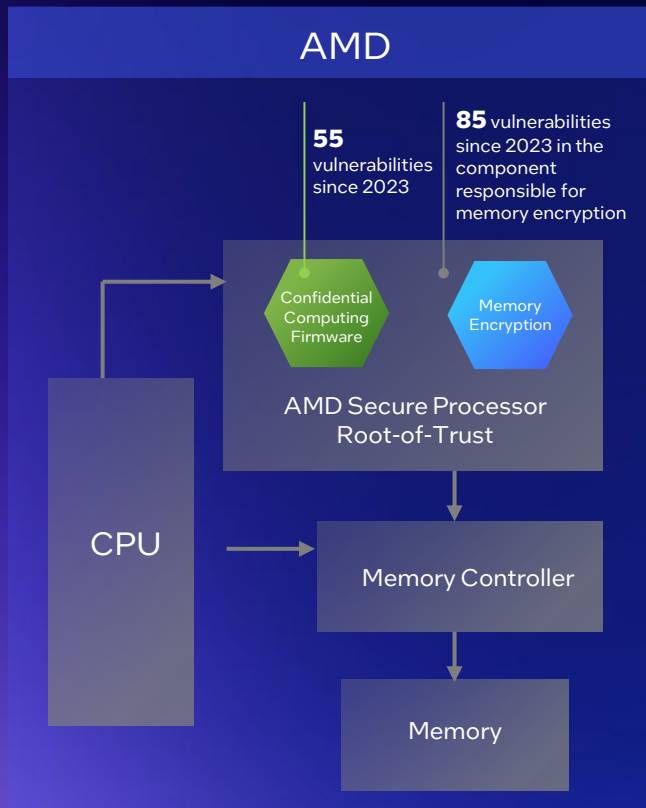 AMD
55
vulnerabilities
since 2023
85 vulnerabilities
since 2023 in the
component
responsible for
memory encryption
Confidential
Computing
Firmware
Memory
Encryption
AMD Secure Processor
Root-of-Trust
CPU
Memory Controller
Memory